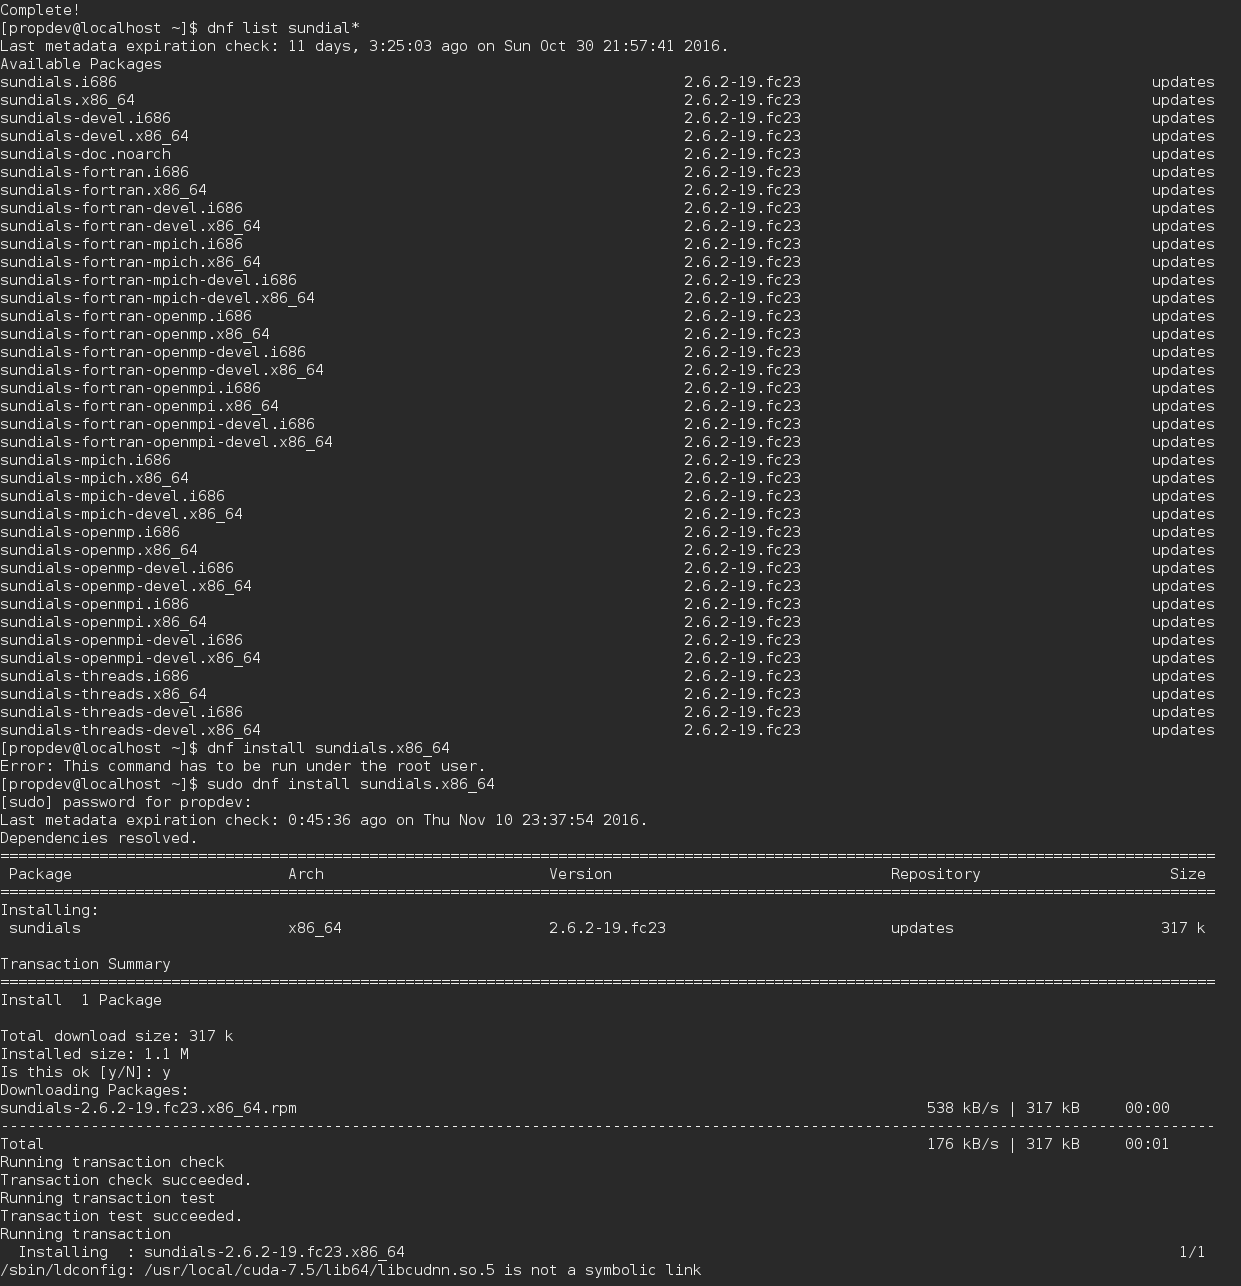 Complete!
[propdev@localhost ~]$ dnf list sundial*
Last metadata expiration check: 11 days, 3:25:03 ago on Sun Oct 30 21:57:41 2016.
Available Packages
sundials.i686 2.6.2-19.fc23 updates
sundials.x86_64 2.6.2-19.fc23 updates
sundials-devel.i686 2.6.2-19.fc23 updates
sundials-devel.x86_64 2.6.2-19.fc23 updates
sundials-doc.noarch 2.6.2-19.fc23 updates
sundials-fortran.i686 2.6.2-19.fc23 updates
sundials-fortran.x86_64 2.6.2-19.fc23 updates
sundials-fortran-devel.i686 2.6.2-19.fc23 updates
sundials-fortran-devel.x86_64 2.6.2-19.fc23 updates
sundials-fortran-mpich.i686 2.6.2-19.fc23 updates
sundials-fortran-mpich.x86_64 2.6.2-19.fc23 updates
sundials-fortran-mpich-devel.i686 2.6.2-19.fc23 updates
sundials-fortran-mpich-devel.x86_64 2.6.2-19.fc23 updates
sundials-fortran-openmp.i686 2.6.2-19.fc23 updates
sundials-fortran-openmp.x86_64 2.6.2-19.fc23 updates
sundials-fortran-openmp-devel.i686 2.6.2-19.fc23 updates
sundials-fortran-openmp-devel.x86_64 2.6.2-19.fc23 updates
sundials-fortran-openmpi.i686 2.6.2-19.fc23 updates
sundials-fortran-openmpi.x86_64 2.6.2-19.fc23 updates
sundials-fortran-openmpi-devel.i686 2.6.2-19.fc23 updates
sundials-fortran-openmpi-devel.x86_64 2.6.2-19.fc23 updates
sundials-mpich.i686 2.6.2-19.fc23 updates
sundials-mpich.x86_64 2.6.2-19.fc23 updates
sundials-mpich-devel.i686 2.6.2-19.fc23 updates
sundials-mpich-devel.x86_64 2.6.2-19.fc23 updates
sundials-openmp.i686 2.6.2-19.fc23 updates
sundials-openmp.x86_64 2.6.2-19.fc23 updates
sundials-openmp-devel.i686 2.6.2-19.fc23 updates
sundials-openmp-devel.x86_64 2.6.2-19.fc23 updates
sundials-openmpi.i686 2.6.2-19.fc23 updates
sundials-openmpi.x86_64 2.6.2-19.fc23 updates
sundials-openmpi-devel.i686 2.6.2-19.fc23 updates
sundials-openmpi-devel.x86_64 2.6.2-19.fc23 updates
sundials-threads.i686 2.6.2-19.fc23 updates
sundials-threads.x86_64 2.6.2-19.fc23 updates
sundials-threads-devel.i686 2.6.2-19.fc23 updates
sundials-threads-devel.x86_64 2.6.2-19.fc23 updates
[propdev@localhost ~]$ dnf install sundials.x86_64
Error: This command has to be run under the root user.
[propdev@localhost ~]$ sudo dnf install sundials.x86_64
[sudo] password for propdev:
Last metadata expiration check: 0:45:36 ago on Thu Nov 10 23:37:54 2016.
Dependencies resolved.
================================================================================
Package Arch Version Repository Size
================================================================================
Installing:
sundials x86_64 2.6.2-19.fc23 updates 317 k
Transaction Summary
================================================================================
Install 1 Package
Total download size: 317 k
Installed size: 1.1 M
Is this ok [y/N]: y
Downloading Packages:
sundials-2.6.2-19.fc23.x86_64.rpm 538 kB/s | 317 kB 00:00
--------------------------------------------------------------------------------
Total 176 kB/s | 317 kB 00:01
Running transaction check
Transaction check succeeded.
Running transaction test
Transaction test succeeded.
Running transaction
Installing : sundials-2.6.2-19.fc23.x86_64 1/1
/sbin/ldconfig: /usr/local/cuda-7.5/lib64/libcudnn.so.5 is not a symbolic link